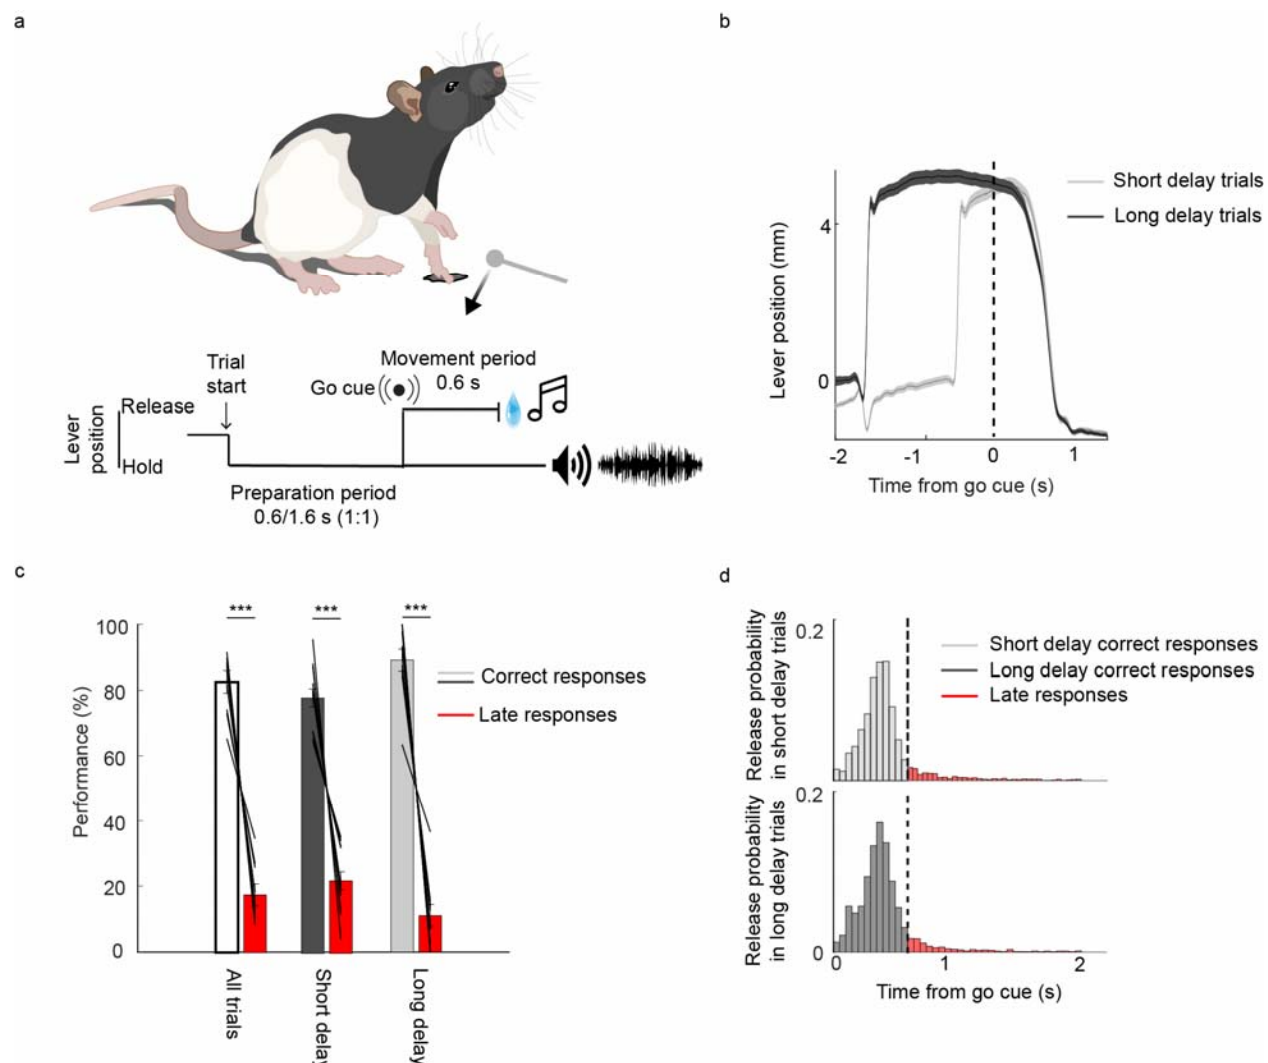 a
Trial
start
Lever
position
Release
Hold
Go cue
Movement period
0.6 s
Preparation period
0.6/1.6 s (1:1)
b
Short delay trials
Long delay trials
Lever position (mm)
4
0
-2
-1
0
1
Time from go cue (s)
c
***
***
***
100
80
60
40
20
0
Performance (%)
Correct responses
Late responses
All trials
Short delay
Long delay
d
Release probability
in short delay trials
0.2
Short delay correct responses
Long delay correct responses
Late responses
Release probability
in long delay trials
0.2
0
0
1
2
Time from go cue (s)